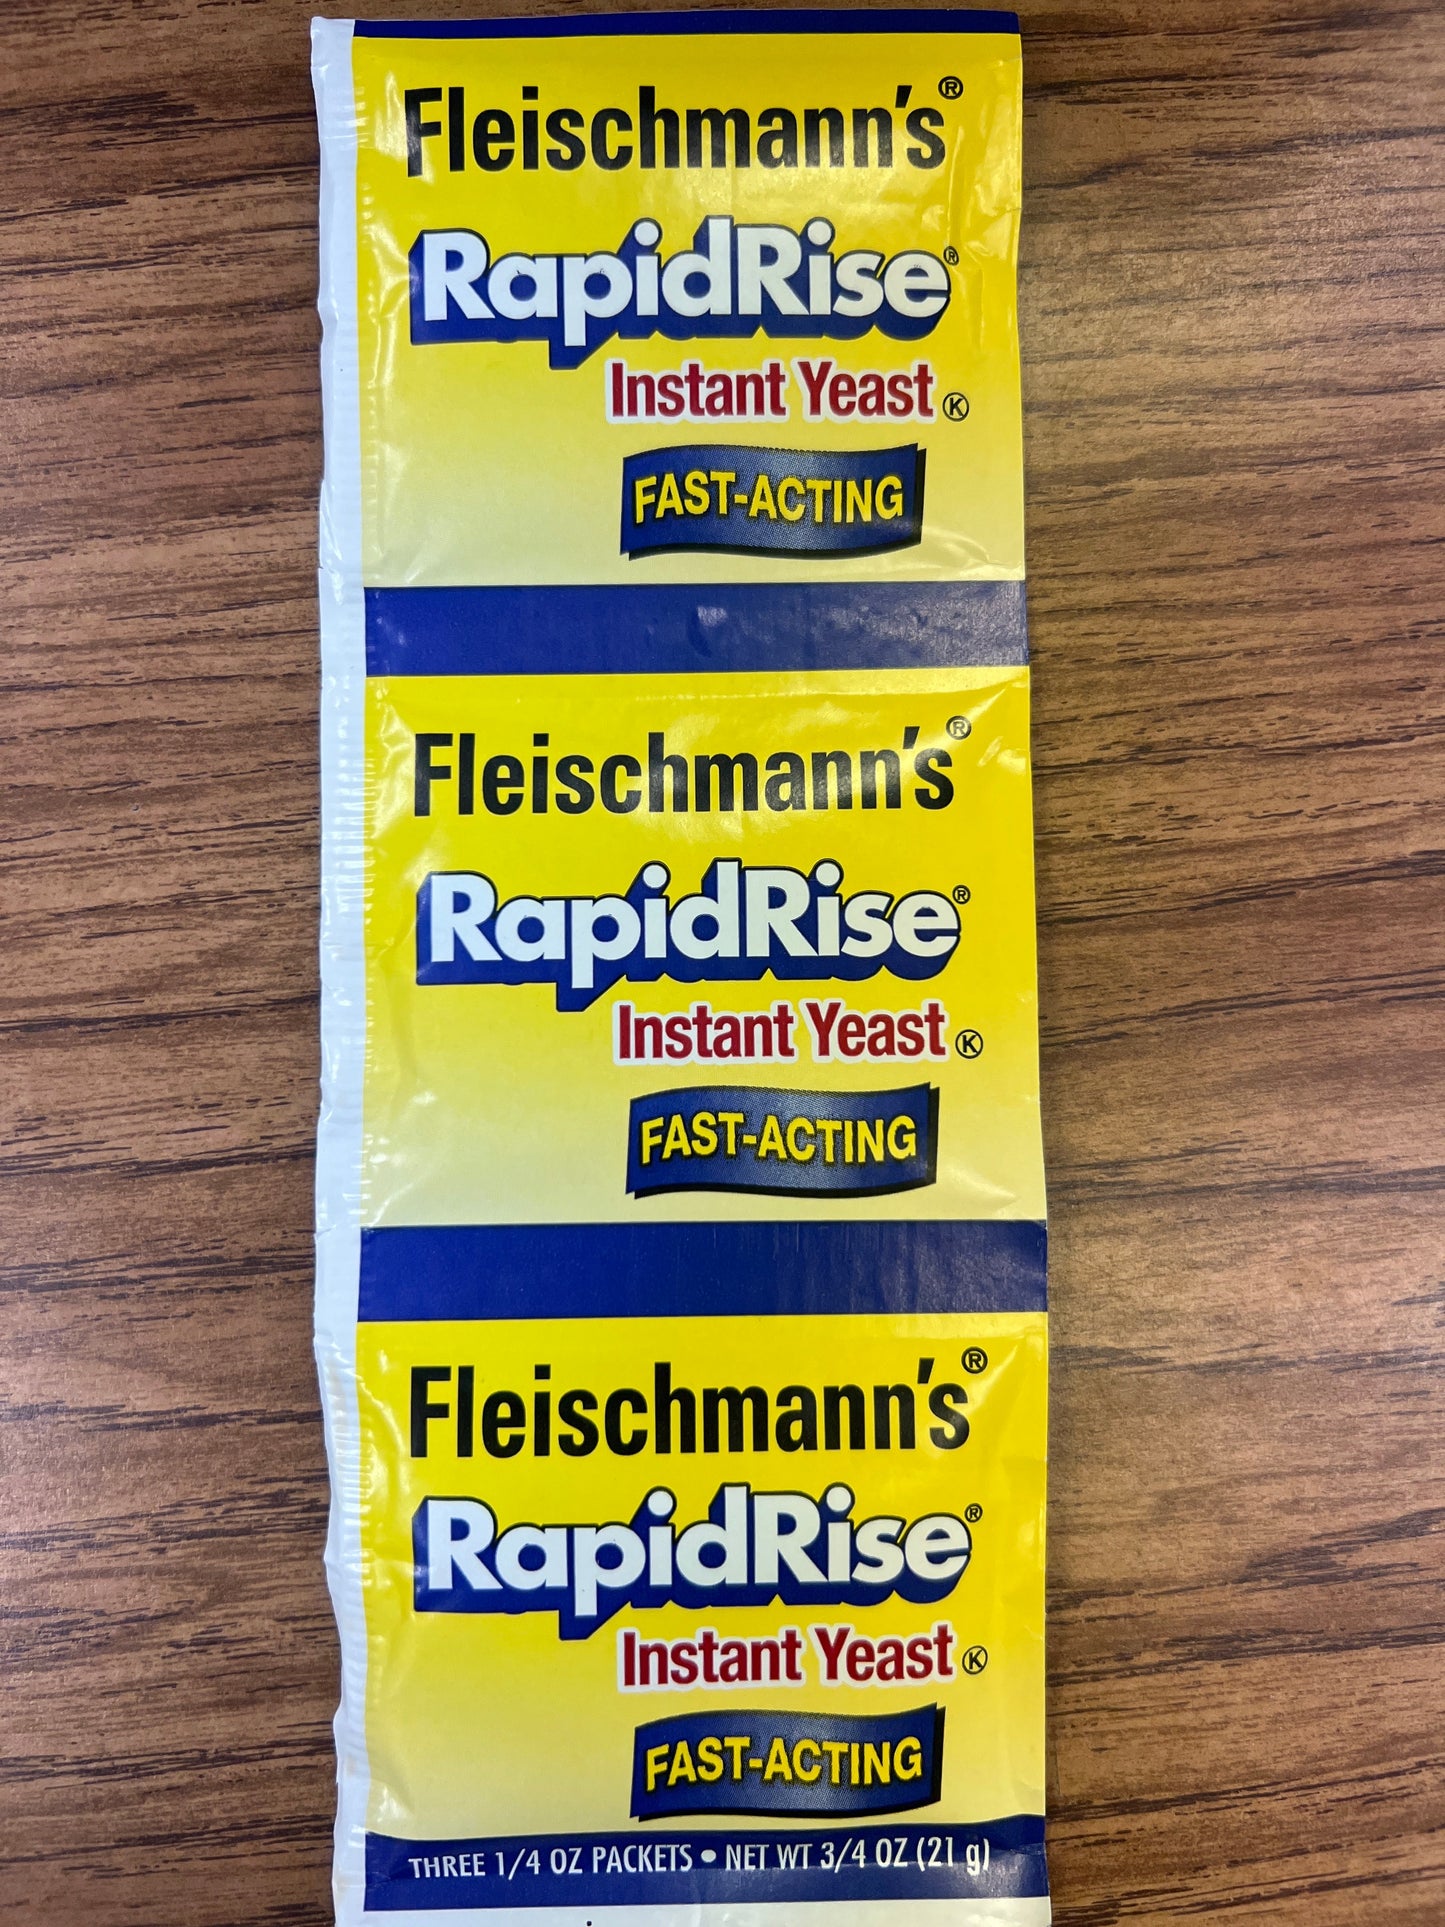 Fleischmann's®
RapidRise®
Instant Yeast Ⓚ
FAST-ACTING
Fleischmann's®
RapidRise®
Instant Yeast Ⓚ
FAST-ACTING
Fleischmann's®
RapidRise®
Instant Yeast Ⓚ
FAST-ACTING
THREE 1/4 OZ PACKETS • NET WT 3/4 OZ (21 g)